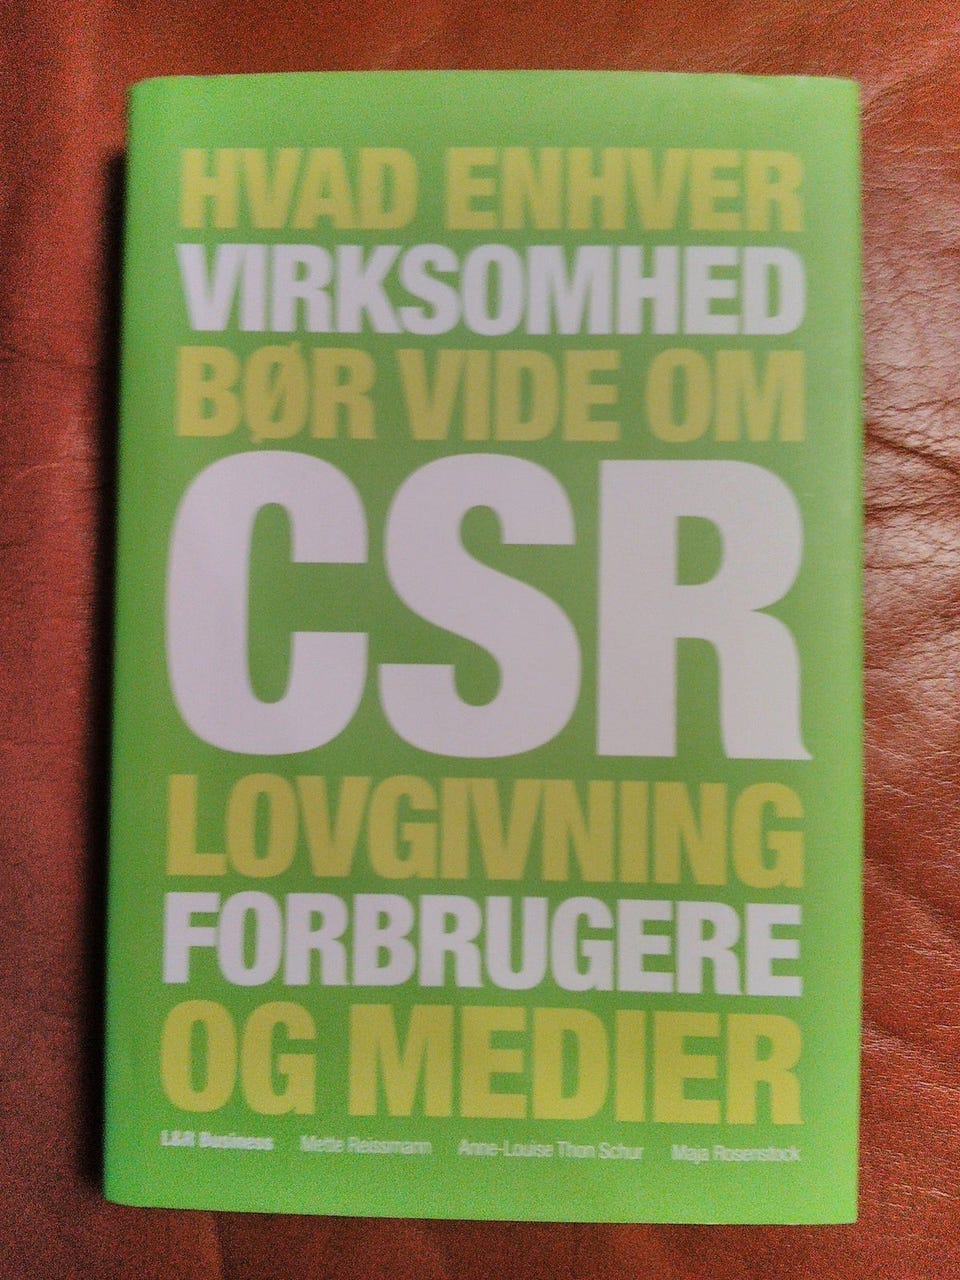 HVAD ENHVER
VIRKSOMHED
BØR VIDE OM
CSR
LOVGIVNING
FORBRUGERE
OG MEDIER
L&R Business Mette Reissmann Anne-Louise Thon Schur Maja Rosenstock